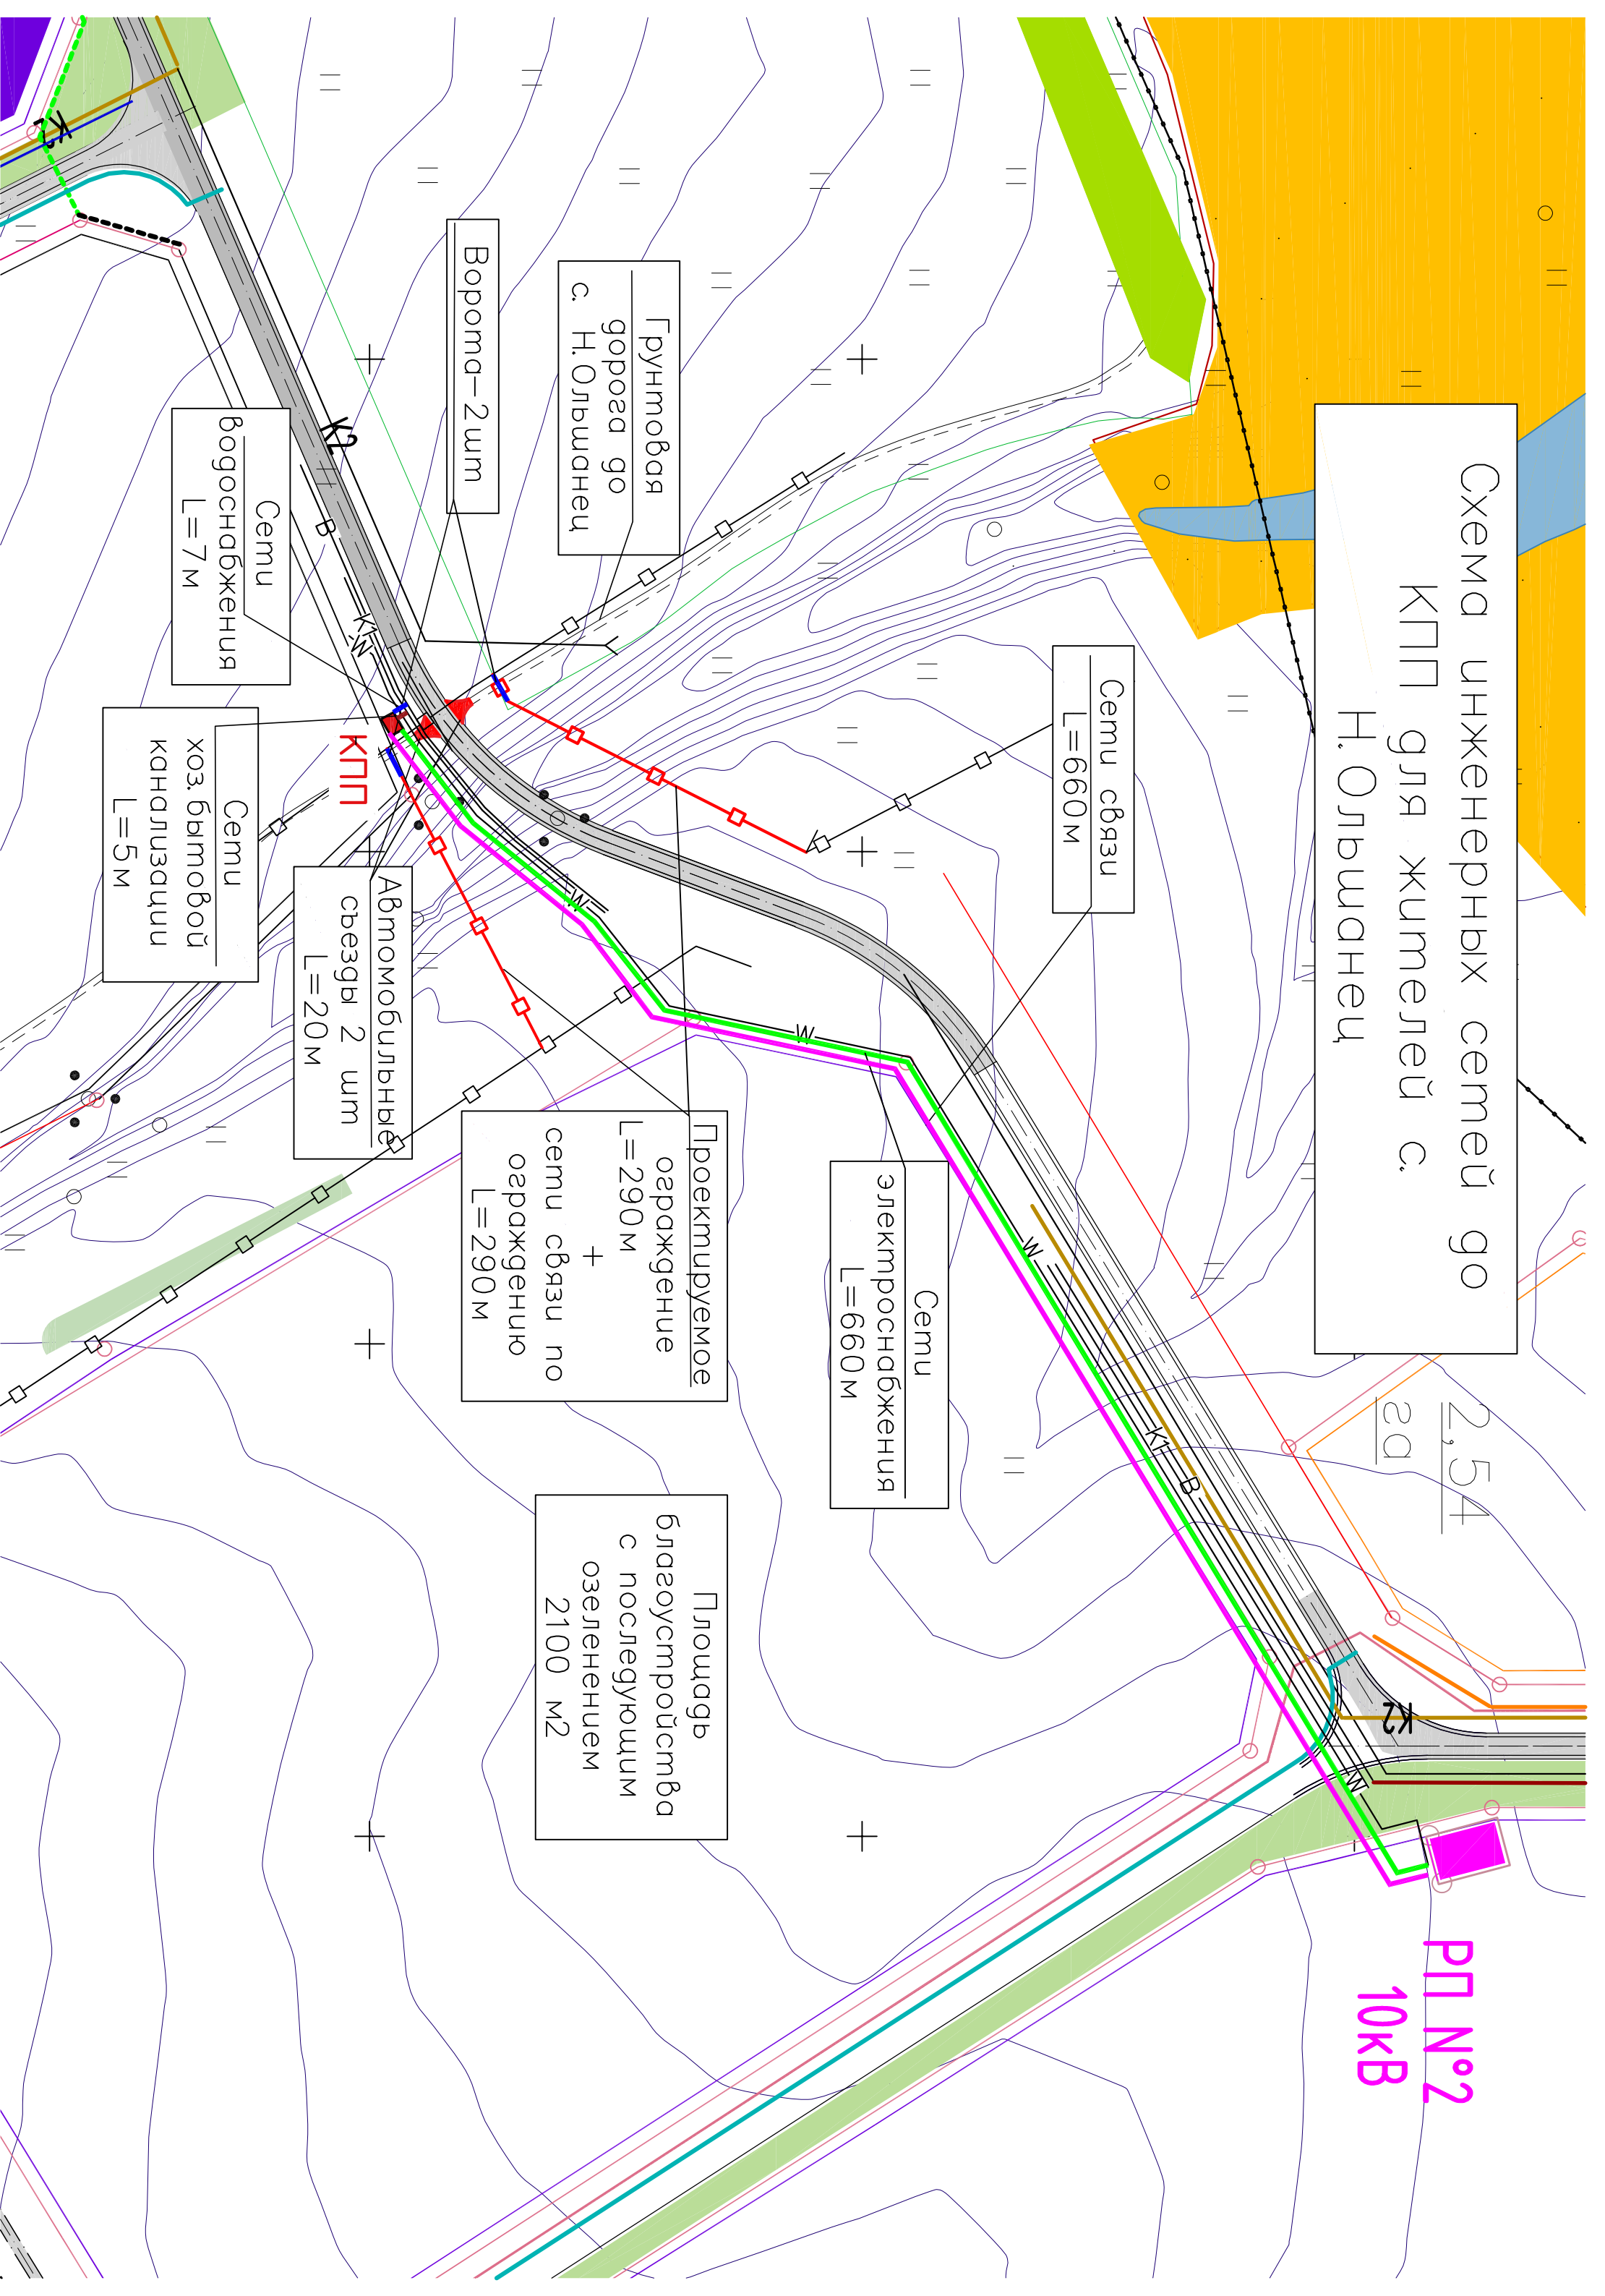 Схема инженерных сетей до
КПП для жителей с.
Н.Ольшанец
2,54
га
Сети связи
L=660м
Грунтовая
дорога до
с. Н.Ольшанец
Ворота-2шт
К2
В
К1
W
Сети
водоснабжения
L=7м
КПП
Сети
хоз.бытовой
канализации
L=5м
Автомобильные
съезды 2 шт
L=20м
Проектируемое
ограждение
L=290м
+
сети связи по
ограждению
L=290м
Сети
электроснабжения
L=660м
Площадь
благоустройства
с последующим
озеленением
2100 м2
W
W
W
К1
В
W
К2
РП №2
10кВ